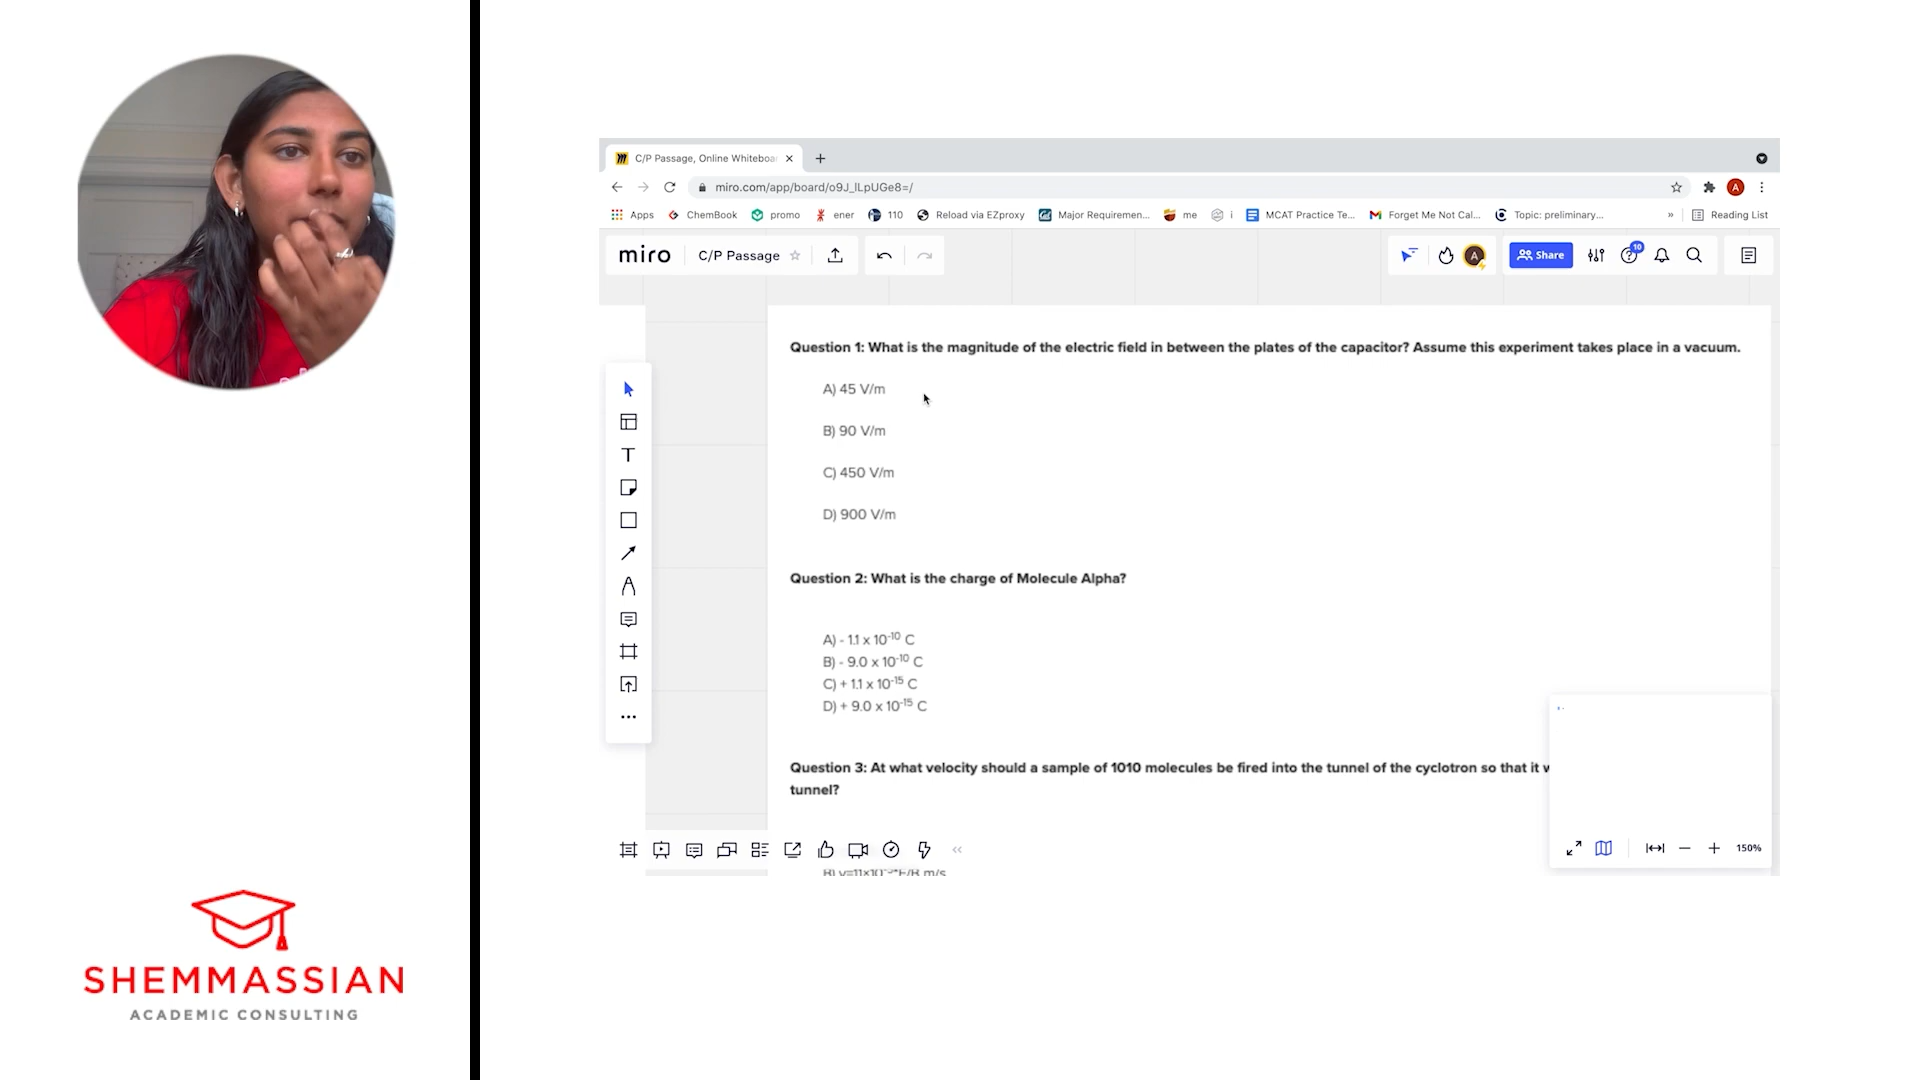 C/P Passage, Online Whiteboa
miro.com/app/board/o9J_lLpUGe8=/
A
Apps ChemBook promo ener 110 Reload via EZproxy Major Requiremen... me i MCAT Practice Te... Forget Me Not Cal... Topic: preliminary... » Reading List
miro C/P Passage A Share 10
Question 1: What is the magnitude of the electric field in between the plates of the capacitor? Assume this experiment takes place in a vacuum.
A) 45 V/m
B) 90 V/m
C) 450 V/m
D) 900 V/m
Question 2: What is the charge of Molecule Alpha?
A) - 1.1 x 10⁻¹⁰ C
B) - 9.0 x 10⁻¹⁰ C
C) + 1.1 x 10⁻¹⁵ C
D) + 9.0 x 10⁻¹⁵ C
Question 3: At what velocity should a sample of 1010 molecules be fired into the tunnel of the cyclotron so that it
tunnel?
150%
SHEMMASSIAN
ACADEMIC CONSULTING